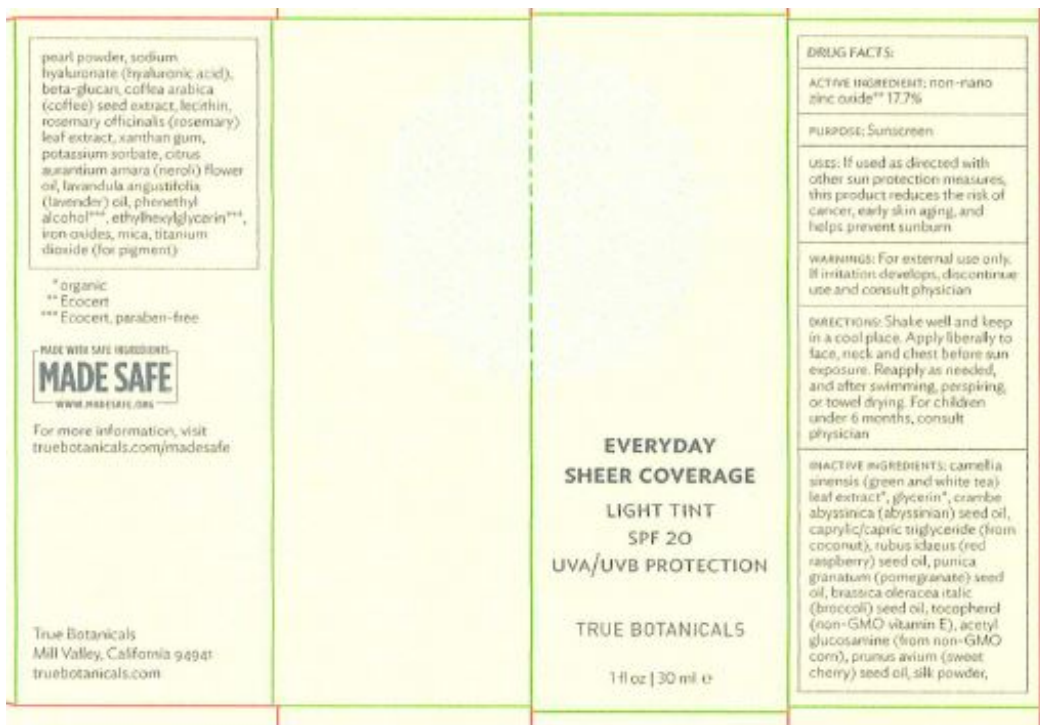 pearl powder, sodium
hyaluronate (hyaluronic acid),
beta-glucan, coffea arabica
(coffee) seed extract, lecithin,
rosemary officinalis (rosemary)
leaf extract, xanthan gum,
potassium sorbate, citrus
aurantium amara (neroli) flower
oil, lavandula angustifolia
(lavender) oil, phenethyl
alcohol***, ethylhexylglycerin***,
iron oxides, mica, titanium
dioxide (for pigment)
* organic
** Ecocert
*** Ecocert, paraben-free
MADE WITH SAFE INGREDIENTS
MADE SAFE
WWW.MADESAFE.ORG
For more information, visit
truebotanicals.com/madesafe
True Botanicals
Mill Valley, California 94941
truebotanicals.com
EVERYDAY
SHEER COVERAGE
LIGHT TINT
SPF 20
UVA/UVB PROTECTION
TRUE BOTANICALS
1 fl oz | 30 ml ℮
DRUG FACTS:
ACTIVE INGREDIENT: non-nano
zinc oxide** 17.7%
PURPOSE: Sunscreen
USES: If used as directed with
other sun protection measures,
this product reduces the risk of
cancer, early skin aging, and
helps prevent sunburn
WARNINGS: For external use only.
If irritation develops, discontinue
use and consult physician
DIRECTIONS: Shake well and keep
in a cool place. Apply liberally to
face, neck and chest before sun
exposure. Reapply as needed,
and after swimming, perspiring,
or towel drying. For children
under 6 months, consult
physician
INACTIVE INGREDIENTS: camellia
sinensis (green and white tea)
leaf extract*, glycerin*, crambe
abyssinica (abyssinian) seed oil,
caprylic/capric triglyceride (from
coconut), rubus idaeus (red
raspberry) seed oil, punica
granatum (pomegranate) seed
oil, brassica oleracea italic
(broccoli) seed oil, tocopherol
(non-GMO vitamin E), acetyl
glucosamine (from non-GMO
corn), prunus avium (sweet
cherry) seed oil, silk powder,